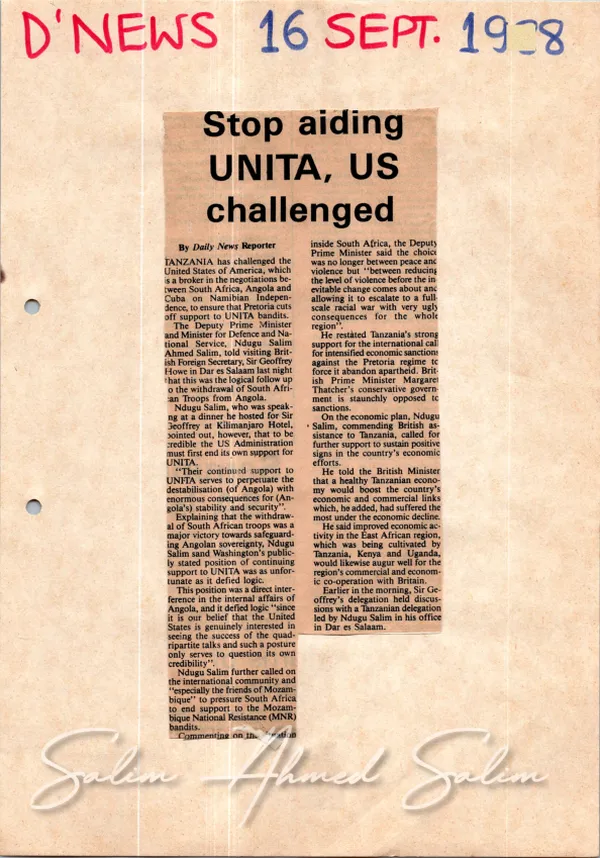 D'NEWS 16 SEPT. 1988
Stop aiding
UNITA, US
challenged
By Daily News Reporter
TANZANIA has challenged the
United States of America, which
is a broker in the negotiations be-
tween South Africa, Angola and
Cuba on Namibian Indepen-
dence, to ensure that Pretoria cuts
off support to UNITA bandits.
The Deputy Prime Minister
and Minister for Defence and Na-
tional Service, Ndugu Salim
Ahmed Salim, told visiting Brit-
ish Foreign Secretary, Sir Geoffrey
Howe in Dar es Salaam last night
that this was the logical follow up
to the withdrawal of South Afri-
can Troops from Angola.
Ndugu Salim, who was speak-
ing at a dinner he hosted for Sir
Geoffrey at Kilimanjaro Hotel,
pointed out, however, that to be
credible the US Administration
must first end its own support for
UNITA.
"Their continued support to
UNITA serves to perpetuate the
destabilisation (of Angola) with
enormous consequences for (An-
gola's) stability and security".
Explaining that the withdraw-
al of South African troops was a
major victory towards safeguard-
ing Angolan sovereignty, Ndugu
Salim sand Washington's public-
ly stated position of continuing
support to UNITA was as unfor-
tunate as it defied logic.
This position was a direct inter-
ference in the internal affairs of
Angola, and it defied logic "since
it is our belief that the United
States is genuinely interested in
seeing the success of the quad-
ripartite talks and such a posture
only serves to question its own
credibility".
Ndugu Salim further called on
the international community and
"especially the friends of Mozam-
bique" to pressure South Africa
to end support to the Mozam-
bique National Resistance (MNR)
bandits.
Commenting on the situation
inside South Africa, the Deputy
Prime Minister said the choice
was no longer between peace and
violence but "between reducing
the level of violence before the in-
evitable change comes about and
allowing it to escalate to a full-
scale racial war with very ugly
consequences for the whole
region".
He restated Tanzania's strong
support for the international call
for intensified economic sanctions
against the Pretoria regime to
force it abandon apartheid. Brit-
ish Prime Minister Margaret
Thatcher's conservative govern-
ment is staunchly opposed to
sanctions.
On the economic plan, Ndugu
Salim, commending British as-
sistance to Tanzania, called for
further support to sustain positive
signs in the country's economic
efforts.
He told the British Minister
that a healthy Tanzanian econo-
my would boost the country's
economic and commercial links
which, he added, had suffered the
most under the economic decline.
He said improved economic ac-
tivity in the East African region,
which was being cultivated by
Tanzania, Kenya and Uganda,
would likewise augur well for the
region's commercial and econom-
ic co-operation with Britain.
Earlier in the morning, Sir Ge-
offrey's delegation held discus-
sions with a Tanzanian delegation
led by Ndugu Salim in his office
in Dar es Salaam.
Salim Ahmed Salim